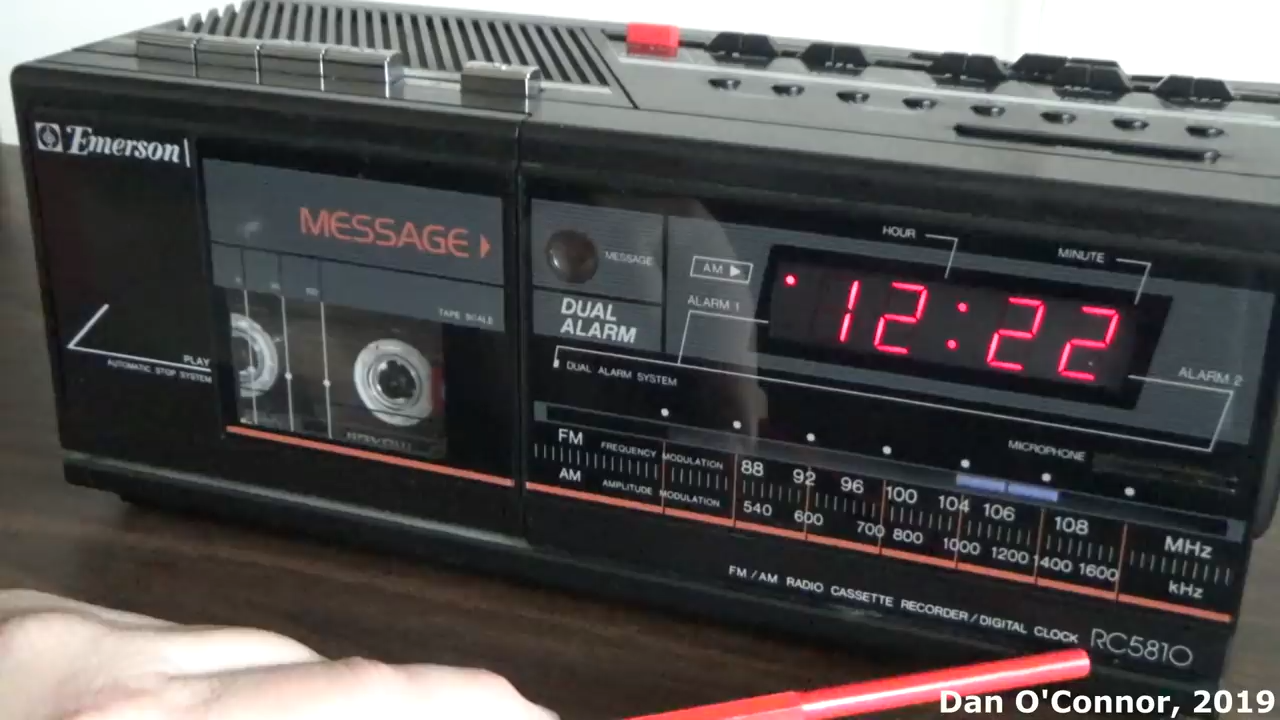 Emerson
MESSAGE
TAPE SCALE
PLAY
AUTOMATIC STOP SYSTEM
MESSAGE
DUAL
ALARM
AM
HOUR
MINUTE
ALARM 1
12:22
ALARM 2
DUAL ALARM SYSTEM
MICROPHONE
FM FREQUENCY MODULATION 88 92 96 100 104 106 108 MHz
AM AMPLITUDE MODULATION 540 600 700 800 1000 1200 1400 1600 kHz
FM/AM RADIO CASSETTE RECORDER/DIGITAL CLOCK RC5810
Dan O'Connor, 2019